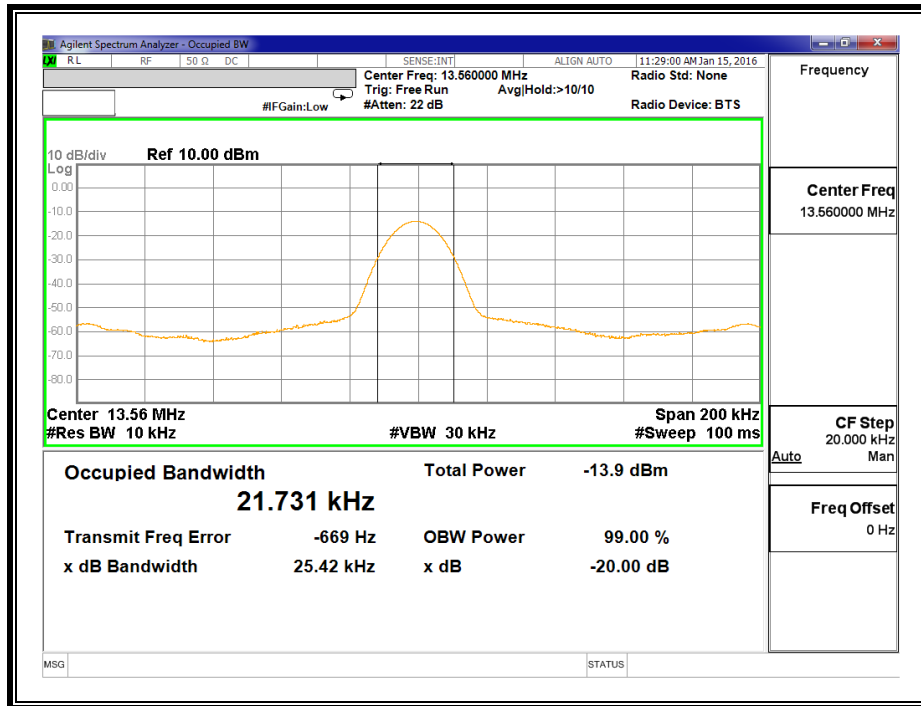 Agilent Spectrum Analyzer - Occupied BW
LXI RL RF 50 Ω DC SENSE:INT ALIGN AUTO 11:29:00 AM Jan 15, 2016
Center Freq: 13.560000 MHz Radio Std: None
Trig: Free Run Avg|Hold:>10/10
#IFGain:Low #Atten: 22 dB Radio Device: BTS
10 dB/div Ref 10.00 dBm
Log
0.00
-10.0
-20.0
-30.0
-40.0
-50.0
-60.0
-70.0
-80.0
Center 13.56 MHz Span 200 kHz
#Res BW 10 kHz #VBW 30 kHz #Sweep 100 ms
Occupied Bandwidth Total Power -13.9 dBm
21.731 kHz
Transmit Freq Error -669 Hz OBW Power 99.00 %
x dB Bandwidth 25.42 kHz x dB -20.00 dB
MSG STATUS
Frequency
Center Freq
13.560000 MHz
CF Step
20.000 kHz
Auto Man
Freq Offset
0 Hz